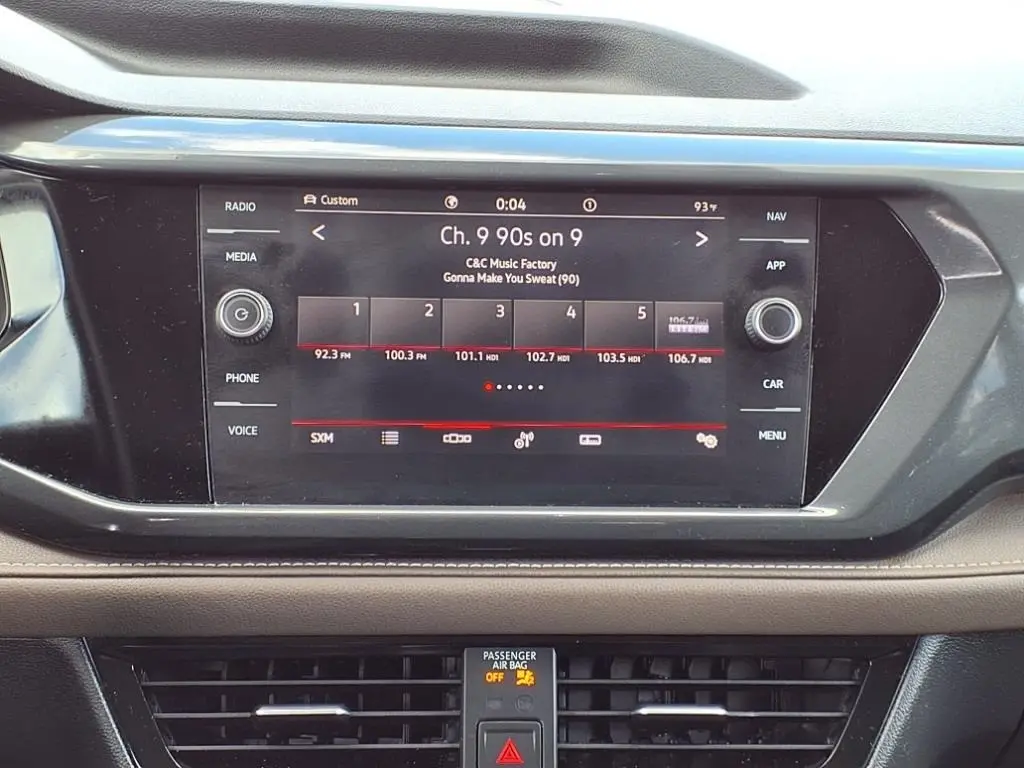 RADIO
MEDIA
PHONE
VOICE
Custom
0:04
93°F
Ch. 9 90s on 9
C&C Music Factory
Gonna Make You Sweat (90)
1 2 3 4 5
106.7
92.3 FM 100.3 FM 101.1 HD1 102.7 HD1 103.5 HD1 106.7 HD1
SXM
NAV
APP
CAR
MENU
PASSENGER
AIR BAG
OFF